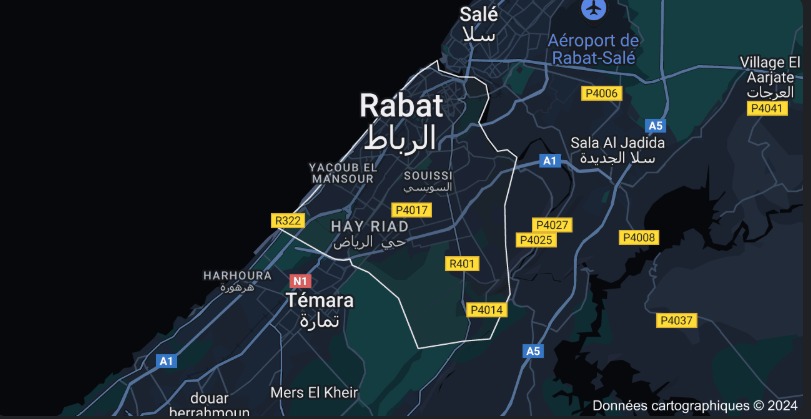 Salé
سلا
Aéroport de
Rabat-Salé
Village El
Aarjate
العرجات
P4006
P4041
Rabat
الرباط
A5
Sala Al Jadida
سلا الجديدة
A1
YACOUB EL
MANSOUR
SOUISSI
السويسي
P4017
R322
HAY RIAD
حي الرياض
P4027
P4025
P4008
R401
HARHOURA
هرهورة
N1
Témara
تمارة
P4014
P4037
A5
A1
Mers El Kheir
douar
berrahmoun
Données cartographiques © 2024